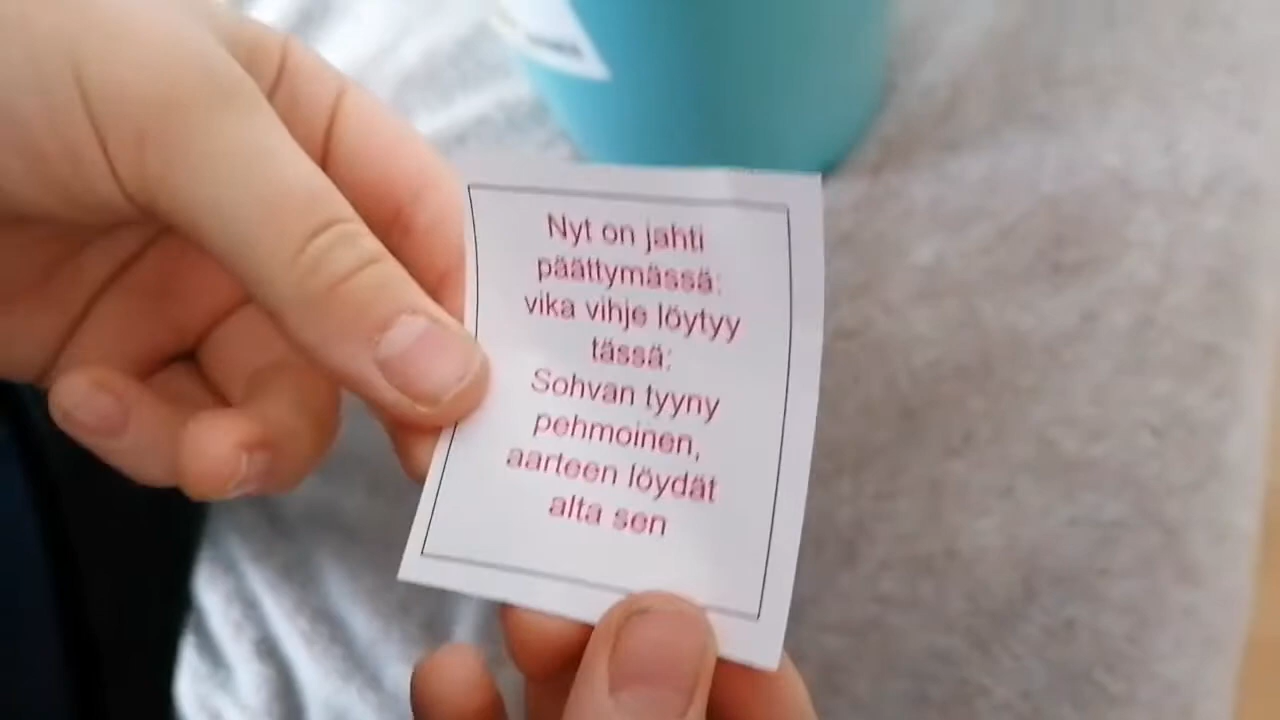 Nyt on jahti
päättymässä:
vika vihje löytyy
tässä:
Sohvan tyyny
pehmoinen,
aarteen löydät
alta sen